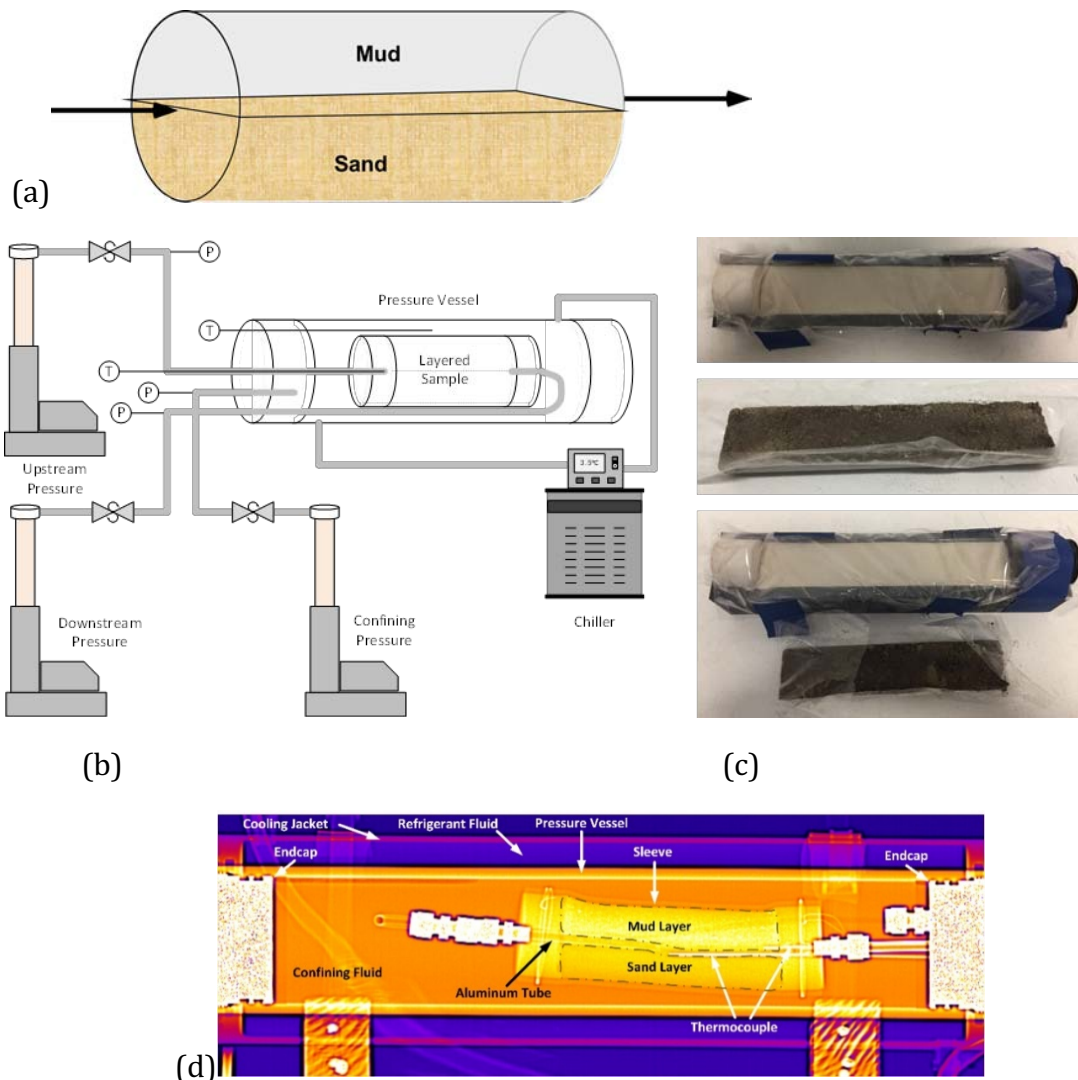 Mud
Sand
(a)
P
Pressure Vessel
T
Layered
Sample
T
P
P
3.5°C
Upstream
Pressure
Downstream
Pressure
Confining
Pressure
Chiller
(b)
(c)
Cooling Jacket
Refrigerant Fluid
Pressure Vessel
Endcap
Sleeve
Endcap
Mud Layer
Sand Layer
Confining Fluid
Aluminum Tube
Thermocouple
(d)